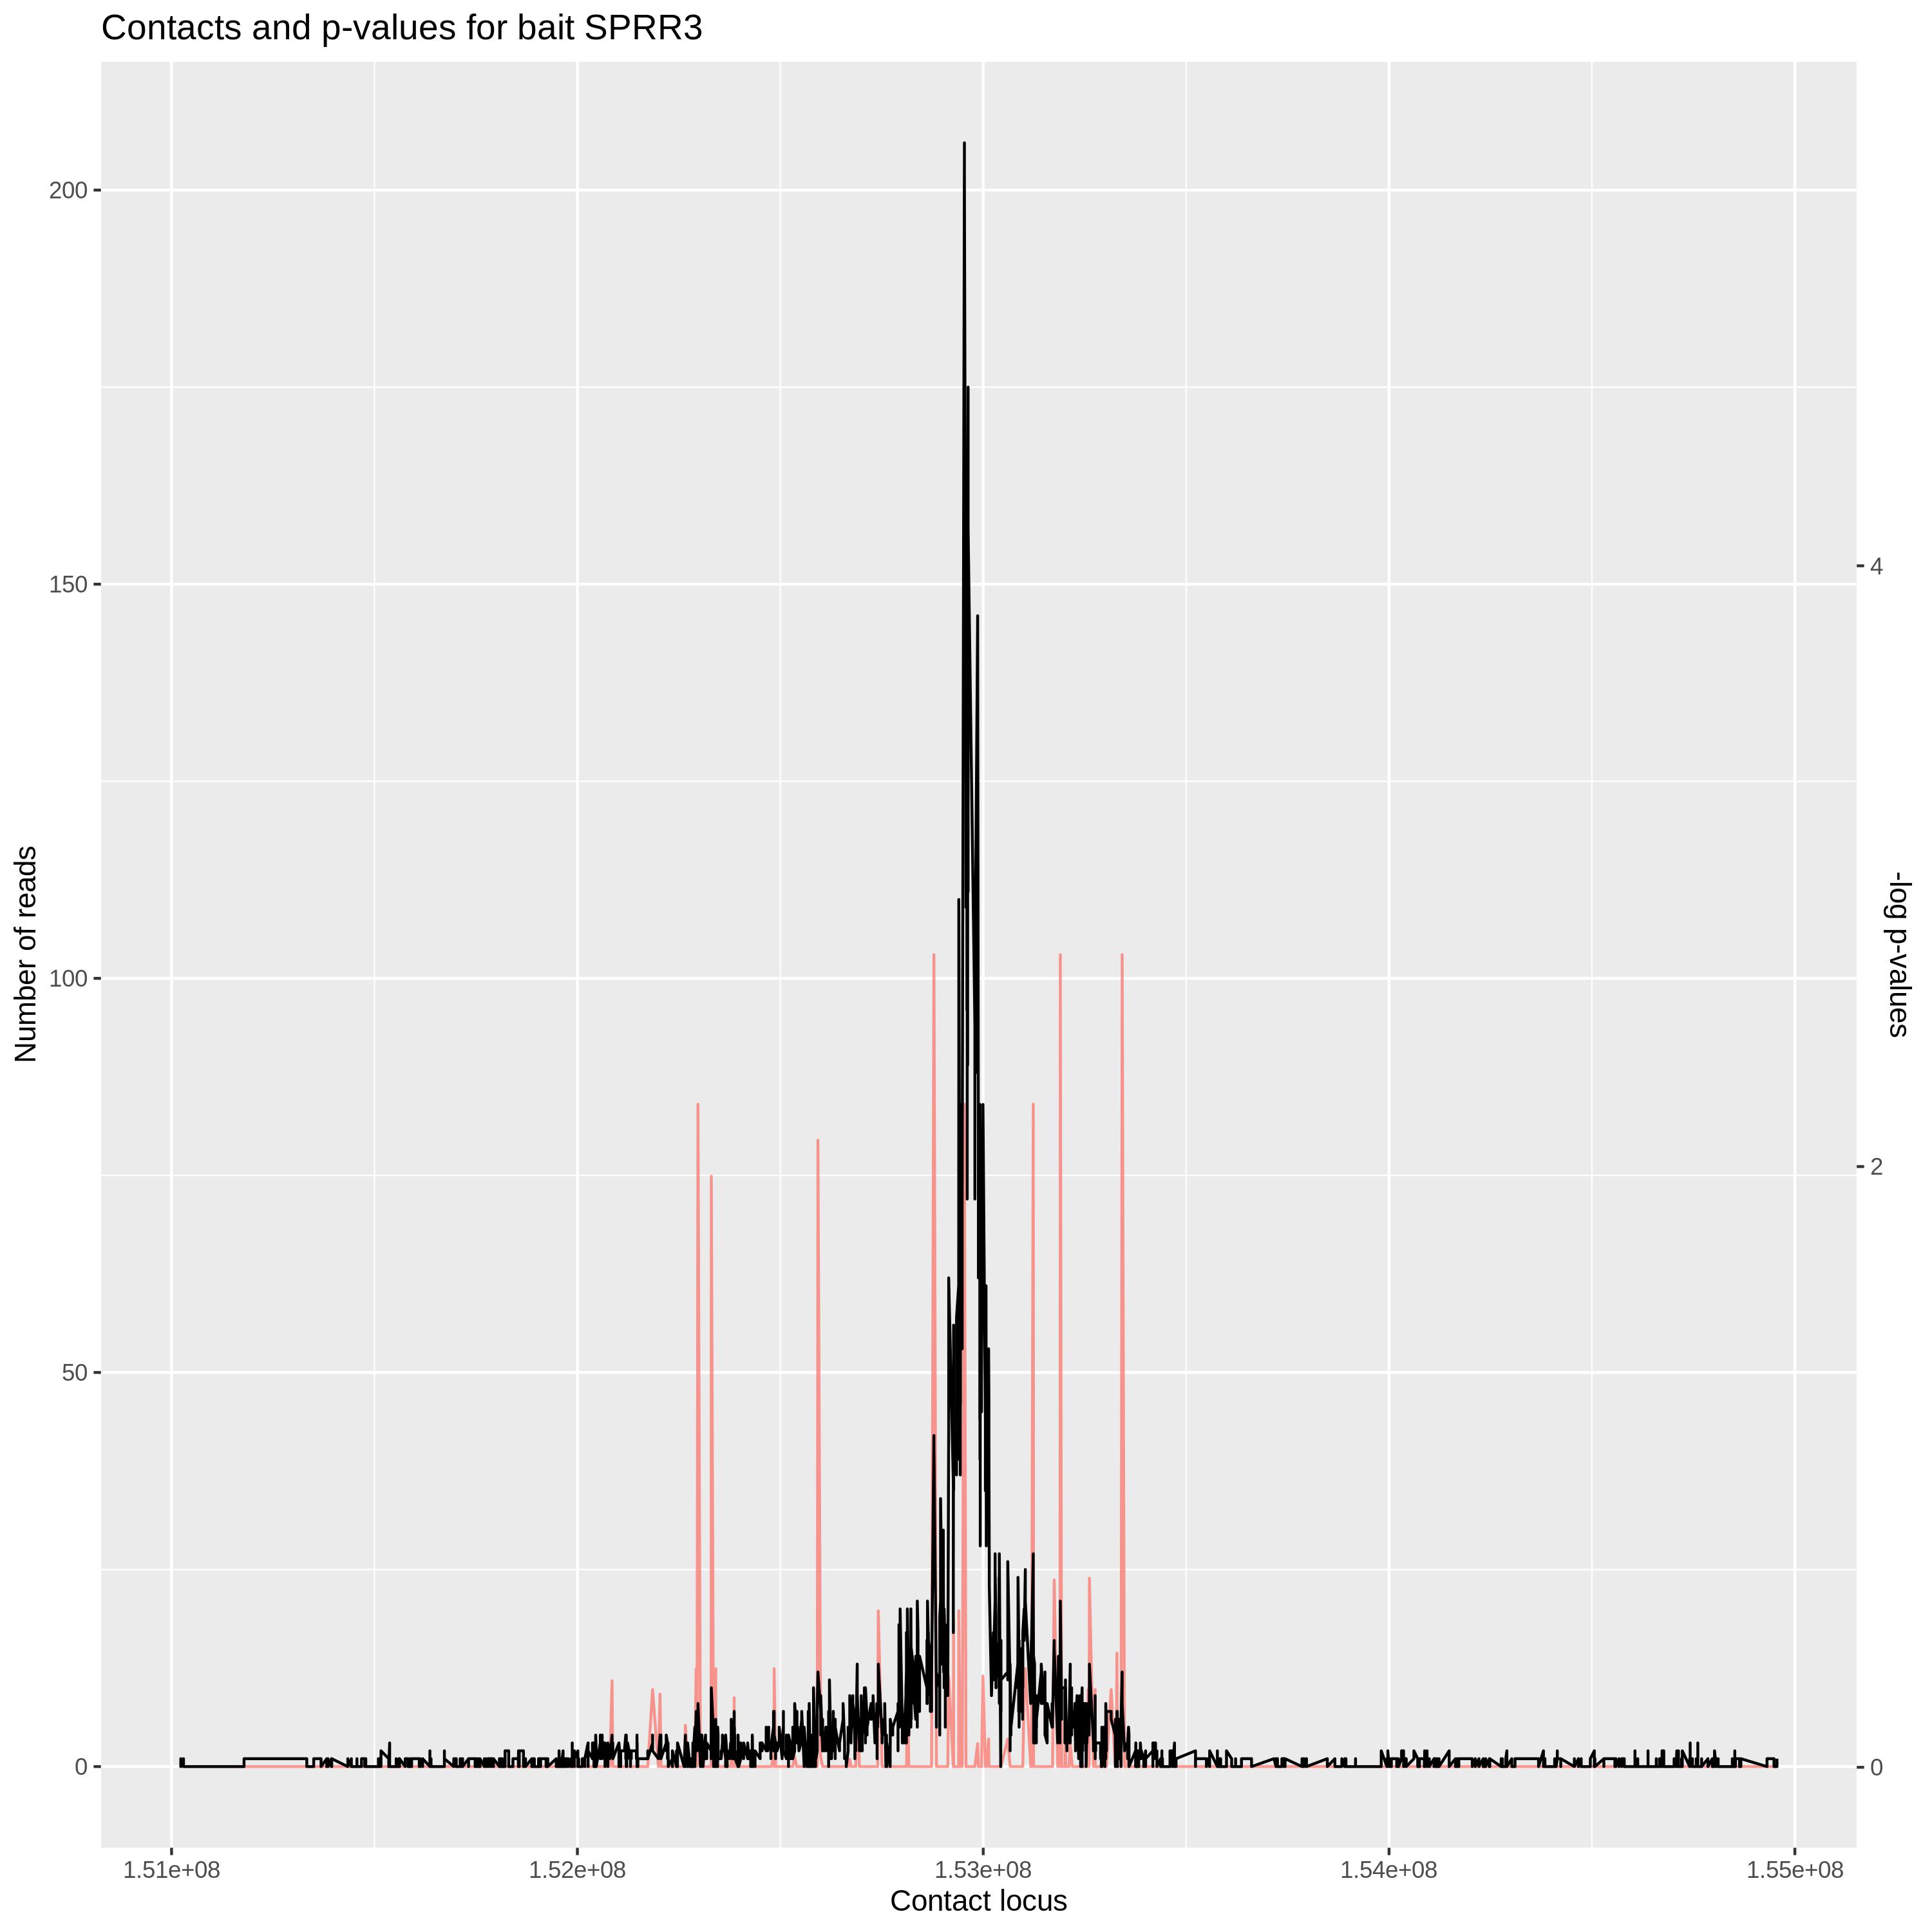 Contacts and p-values for bait SPRR3
200
150
100
50
0
Number of reads
4
2
0
-log p-values
1.51e+08
1.52e+08
1.53e+08
1.54e+08
1.55e+08
Contact locus